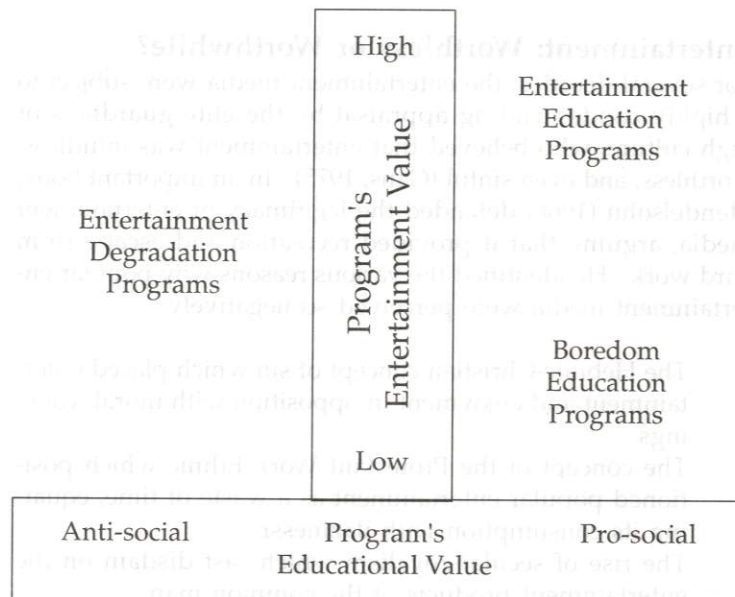 High
Entertainment
Education
Programs
Program's
Entertainment Value
Entertainment
Degradation
Programs
Boredom
Education
Programs
Low
Anti-social
Program's
Pro-social
Educational Value